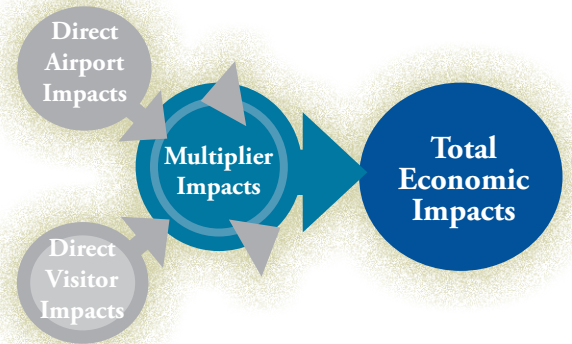 Direct
Airport
Impacts
Multiplier
Impacts
Direct
Visitor
Impacts
Total
Economic
Impacts